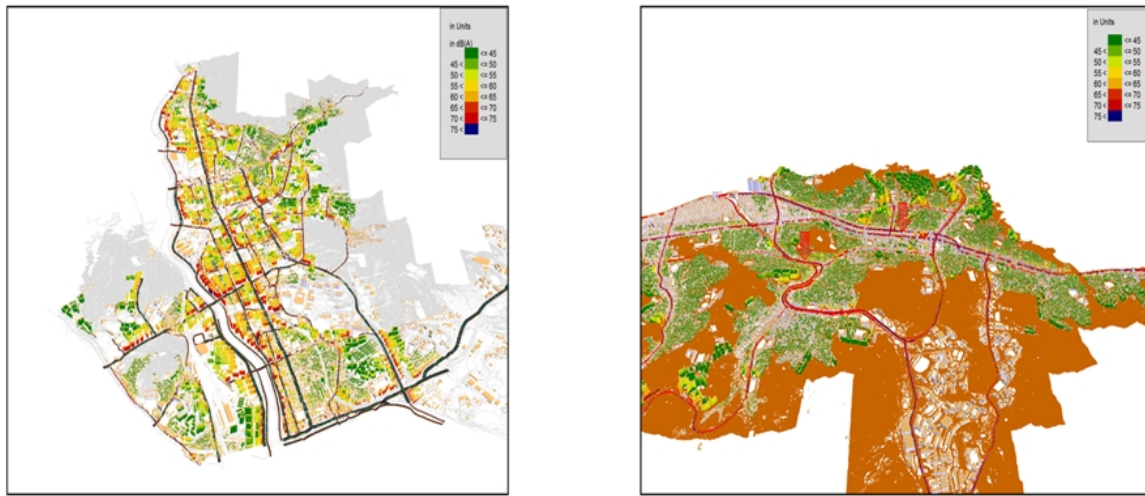 in Units
in dB(A)
<= 45
45 < <= 50
50 < <= 55
55 < <= 60
60 < <= 65
65 < <= 70
70 < <= 75
75 <
in Units
<= 45
45 < <= 50
50 < <= 55
55 < <= 60
60 < <= 65
65 < <= 70
70 < <= 75
75 <